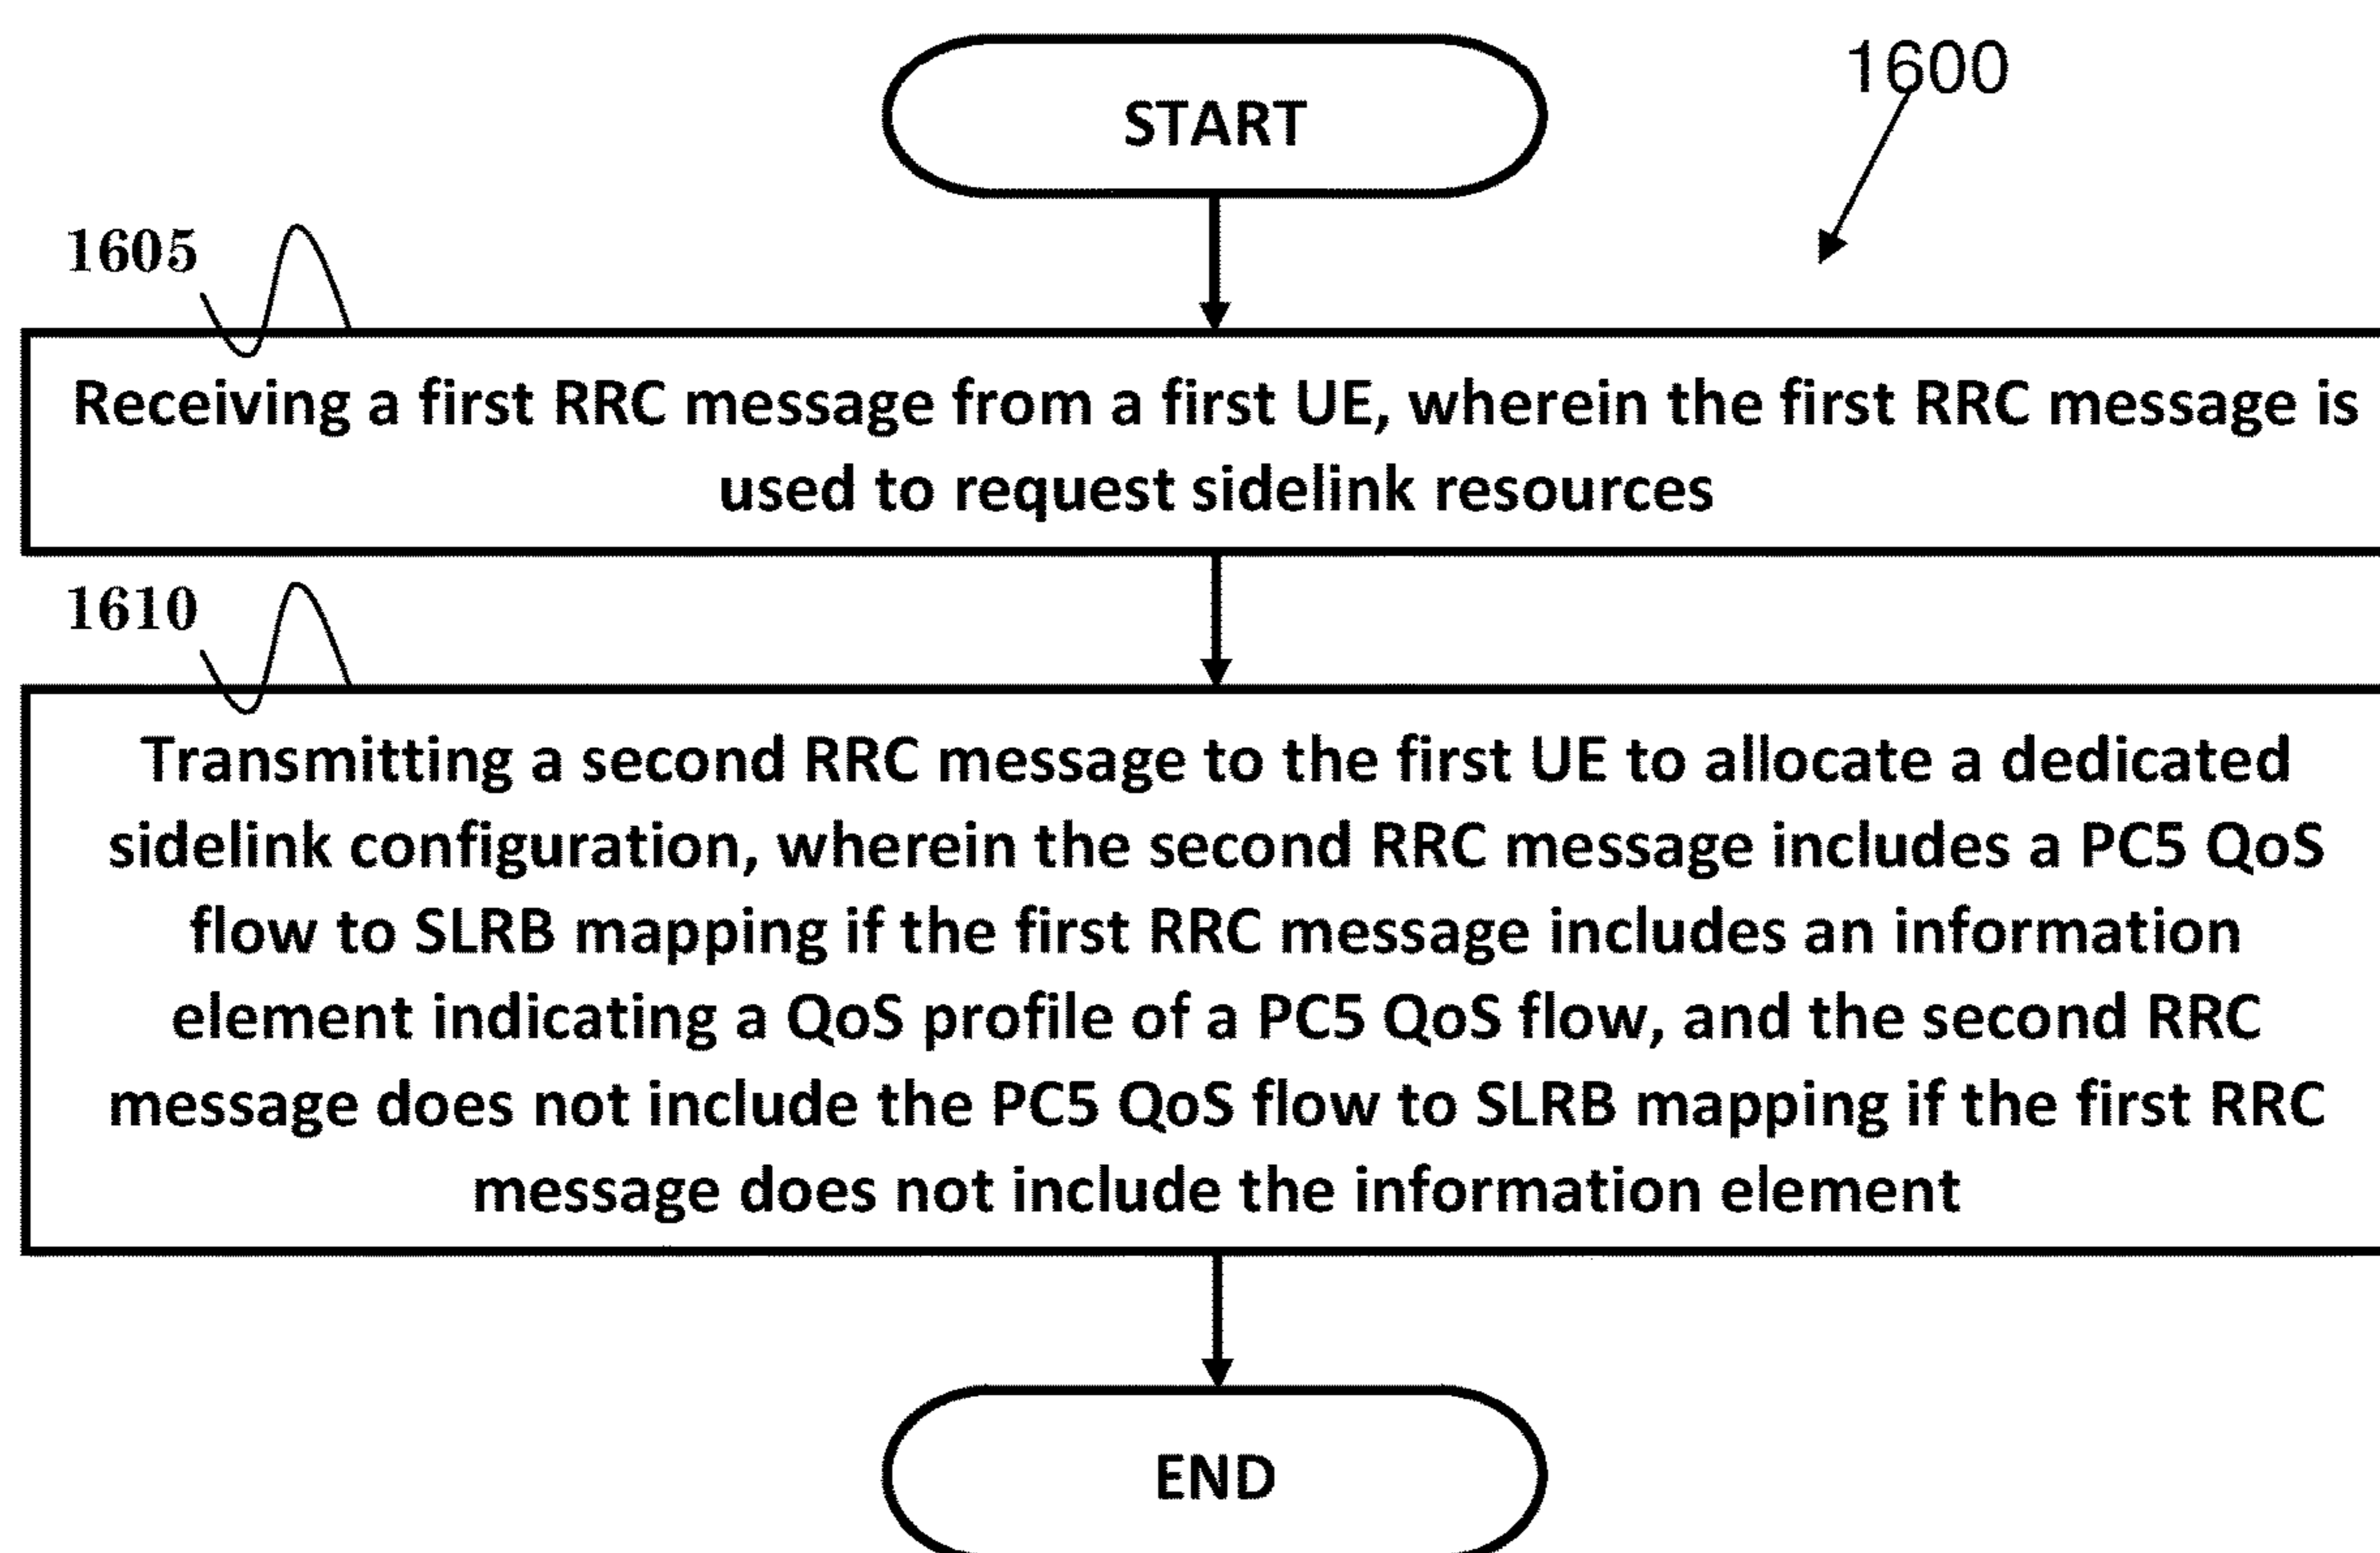 START
1600
1605
Receiving a first RRC message from a first UE, wherein the first RRC message is
used to request sidelink resources
1610
Transmitting a second RRC message to the first UE to allocate a dedicated
sidelink configuration, wherein the second RRC message includes a PC5 QoS
flow to SLRB mapping if the first RRC message includes an information
element indicating a QoS profile of a PC5 QoS flow, and the second RRC
message does not include the PC5 QoS flow to SLRB mapping if the first RRC
message does not include the information element
END